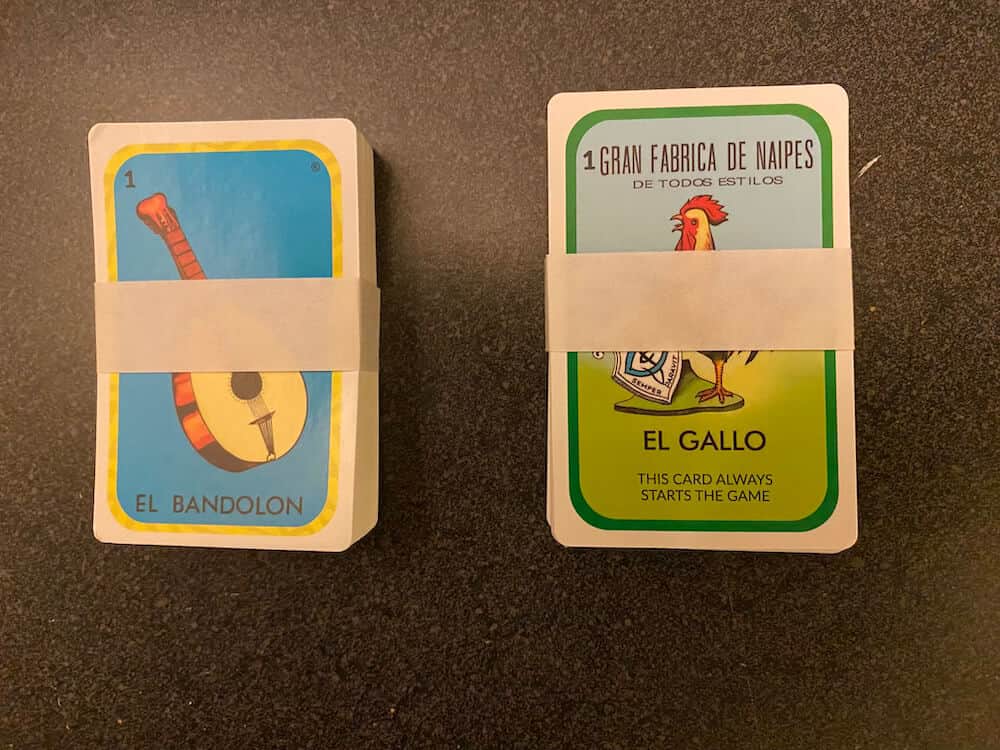 1
®
EL BANDOLON
1 GRAN FABRICA DE NAIPES
DE TODOS ESTILOS
SEMPER
EL GALLO
THIS CARD ALWAYS
STARTS THE GAME